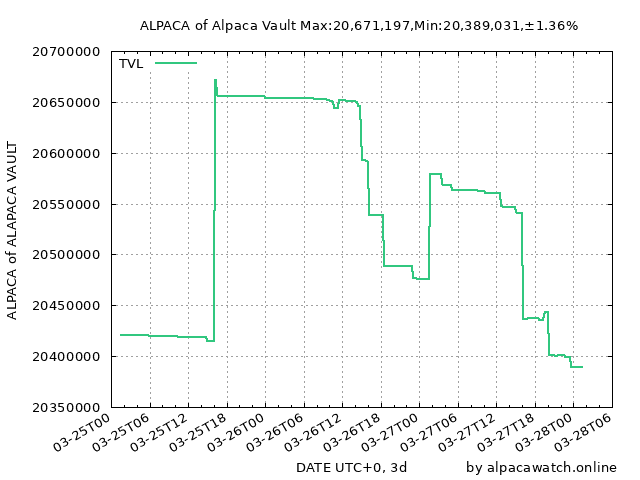 ALPACA of Alpaca Vault Max:20,671,197,Min:20,389,031,±1.36%
TVL
ALPACA of ALAPACA VAULT
20700000
20650000
20600000
20550000
20500000
20450000
20400000
20350000
03-25T00
03-25T06
03-25T12
03-25T18
03-26T00
03-26T06
03-26T12
03-26T18
03-27T00
03-27T06
03-27T12
03-27T18
03-28T00
03-28T06
DATE UTC+0, 3d
by alpacawatch.online